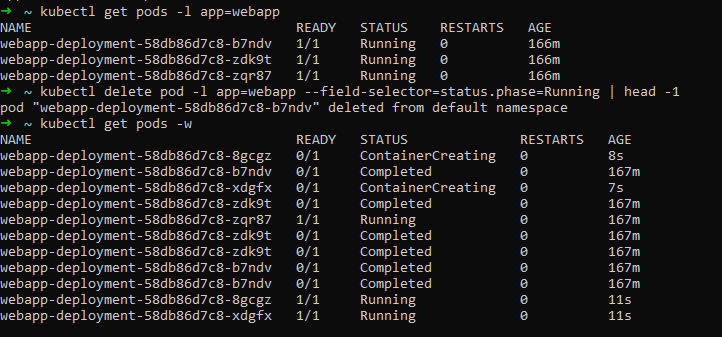 ➜ ~ kubectl get pods -l app=webapp
NAME READY STATUS RESTARTS AGE
webapp-deployment-58db86d7c8-b7ndv 1/1 Running 0 166m
webapp-deployment-58db86d7c8-zdk9t 1/1 Running 0 166m
webapp-deployment-58db86d7c8-zqr87 1/1 Running 0 166m
➜ ~ kubectl delete pod -l app=webapp --field-selector=status.phase=Running | head -1
pod "webapp-deployment-58db86d7c8-b7ndv" deleted from default namespace
➜ ~ kubectl get pods -w
NAME READY STATUS RESTARTS AGE
webapp-deployment-58db86d7c8-8gcgz 0/1 ContainerCreating 0 8s
webapp-deployment-58db86d7c8-b7ndv 0/1 Completed 0 167m
webapp-deployment-58db86d7c8-xdgfx 0/1 ContainerCreating 0 7s
webapp-deployment-58db86d7c8-zdk9t 0/1 Completed 0 167m
webapp-deployment-58db86d7c8-zqr87 1/1 Running 0 167m
webapp-deployment-58db86d7c8-zdk9t 0/1 Completed 0 167m
webapp-deployment-58db86d7c8-zdk9t 0/1 Completed 0 167m
webapp-deployment-58db86d7c8-b7ndv 0/1 Completed 0 167m
webapp-deployment-58db86d7c8-b7ndv 0/1 Completed 0 167m
webapp-deployment-58db86d7c8-8gcgz 1/1 Running 0 11s
webapp-deployment-58db86d7c8-xdgfx 1/1 Running 0 11s